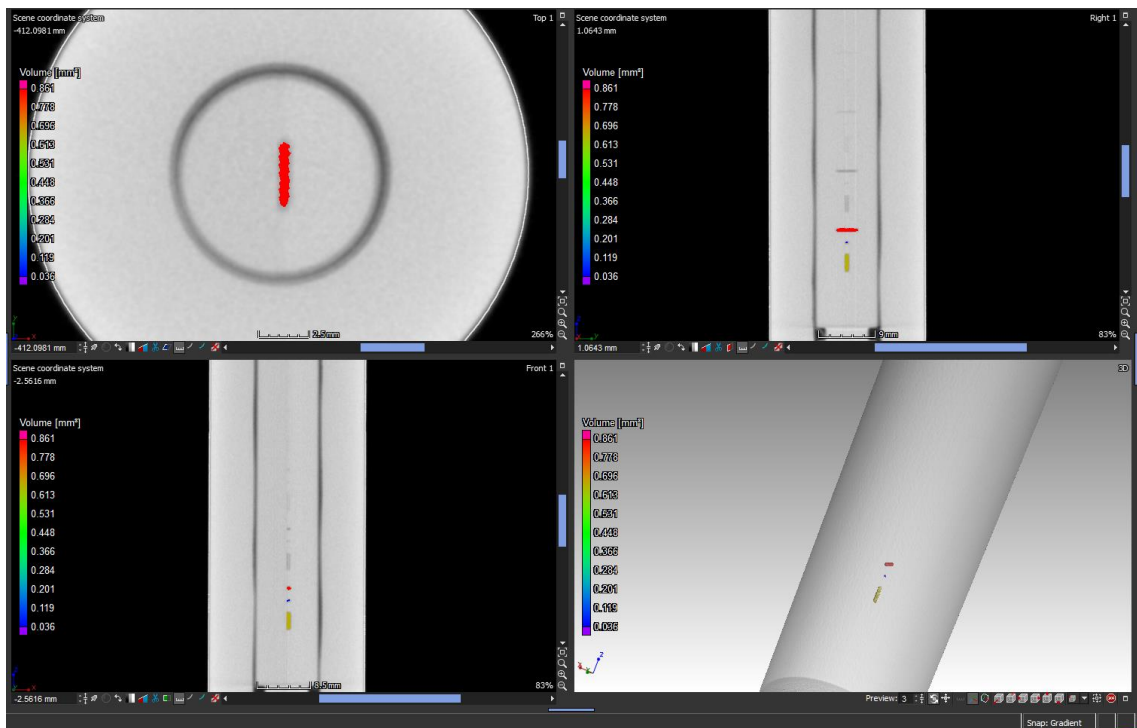 Scene coordinate system
-412.0981 mm
Top 1
Volume [mm³]
0.861
0.778
0.696
0.613
0.531
0.448
0.366
0.284
0.201
0.119
0.036
2.5 mm
266%
-412.0981 mm
Scene coordinate system
1.0643 mm
Right 1
Volume [mm³]
0.861
0.778
0.696
0.613
0.531
0.448
0.366
0.284
0.201
0.119
0.036
9 mm
83%
1.0643 mm
Scene coordinate system
-2.5616 mm
Front 1
Volume [mm³]
0.861
0.778
0.696
0.613
0.531
0.448
0.366
0.284
0.201
0.119
0.036
8.5 mm
83%
-2.5616 mm
3D
Volume [mm³]
0.861
0.778
0.696
0.613
0.531
0.448
0.366
0.284
0.201
0.119
0.036
Preview: 3
Snap: Gradient